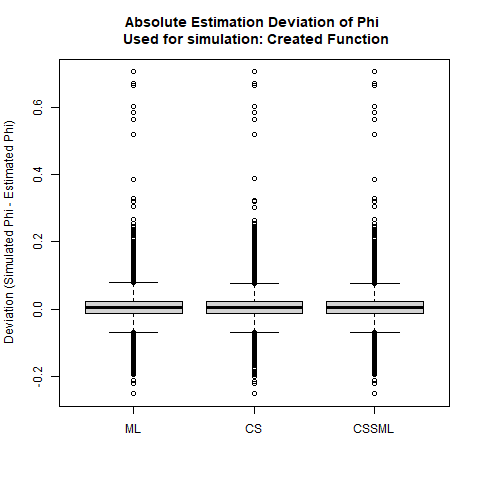 Absolute Estimation Deviation of Phi
Used for simulation: Created Function
Deviation (Simulated Phi - Estimated Phi)
0.6
0.4
0.2
0.0
-0.2
ML
CS
CSSML